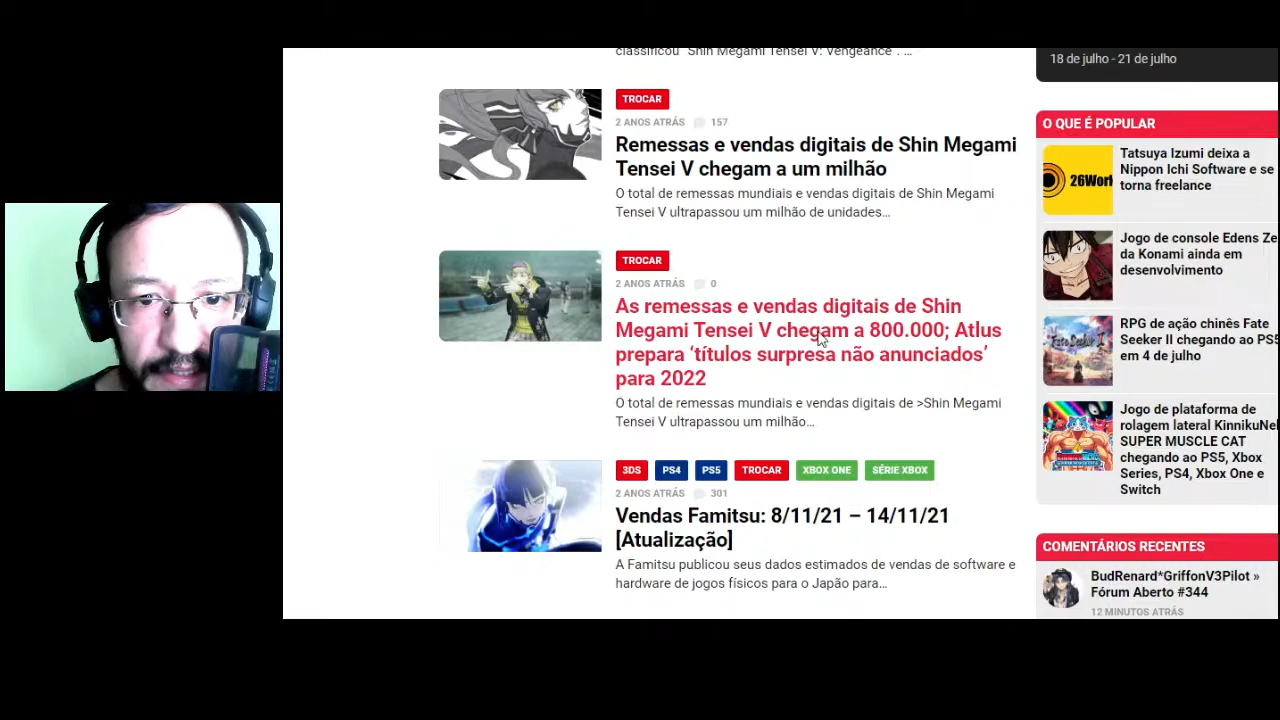 classificou "Shin Megami Tensei V: Vengeance". ...
TROCAR
2 ANOS ATRÁS 157
Remessas e vendas digitais de Shin Megami
Tensei V chegam a um milhão
O total de remessas mundiais e vendas digitais de Shin Megami
Tensei V ultrapassou um milhão de unidades...
TROCAR
2 ANOS ATRÁS 0
As remessas e vendas digitais de Shin
Megami Tensei V chegam a 800.000; Atlus
prepara ‘títulos surpresa não anunciados’
para 2022
O total de remessas mundiais e vendas digitais de >Shin Megami
Tensei V ultrapassou um milhão...
3DS PS4 PS5 TROCAR XBOX ONE SÉRIE XBOX
2 ANOS ATRÁS 301
Vendas Famitsu: 8/11/21 – 14/11/21
[Atualização]
A Famitsu publicou seus dados estimados de vendas de software e
hardware de jogos físicos para o Japão para...
18 de julho - 21 de julho
O QUE É POPULAR
26Work
Tatsuya Izumi deixa a
Nippon Ichi Software e se
torna freelance
Jogo de console Edens Ze
da Konami ainda em
desenvolvimento
RPG de ação chinês Fate
Seeker II chegando ao PS5
em 4 de julho
Jogo de plataforma de
rolagem lateral KinnikuNek
SUPER MUSCLE CAT
chegando ao PS5, Xbox
Series, PS4, Xbox One e
Switch
COMENTÁRIOS RECENTES
BudRenard*GriffonV3Pilot »
Fórum Aberto #344
12 MINUTOS ATRÁS